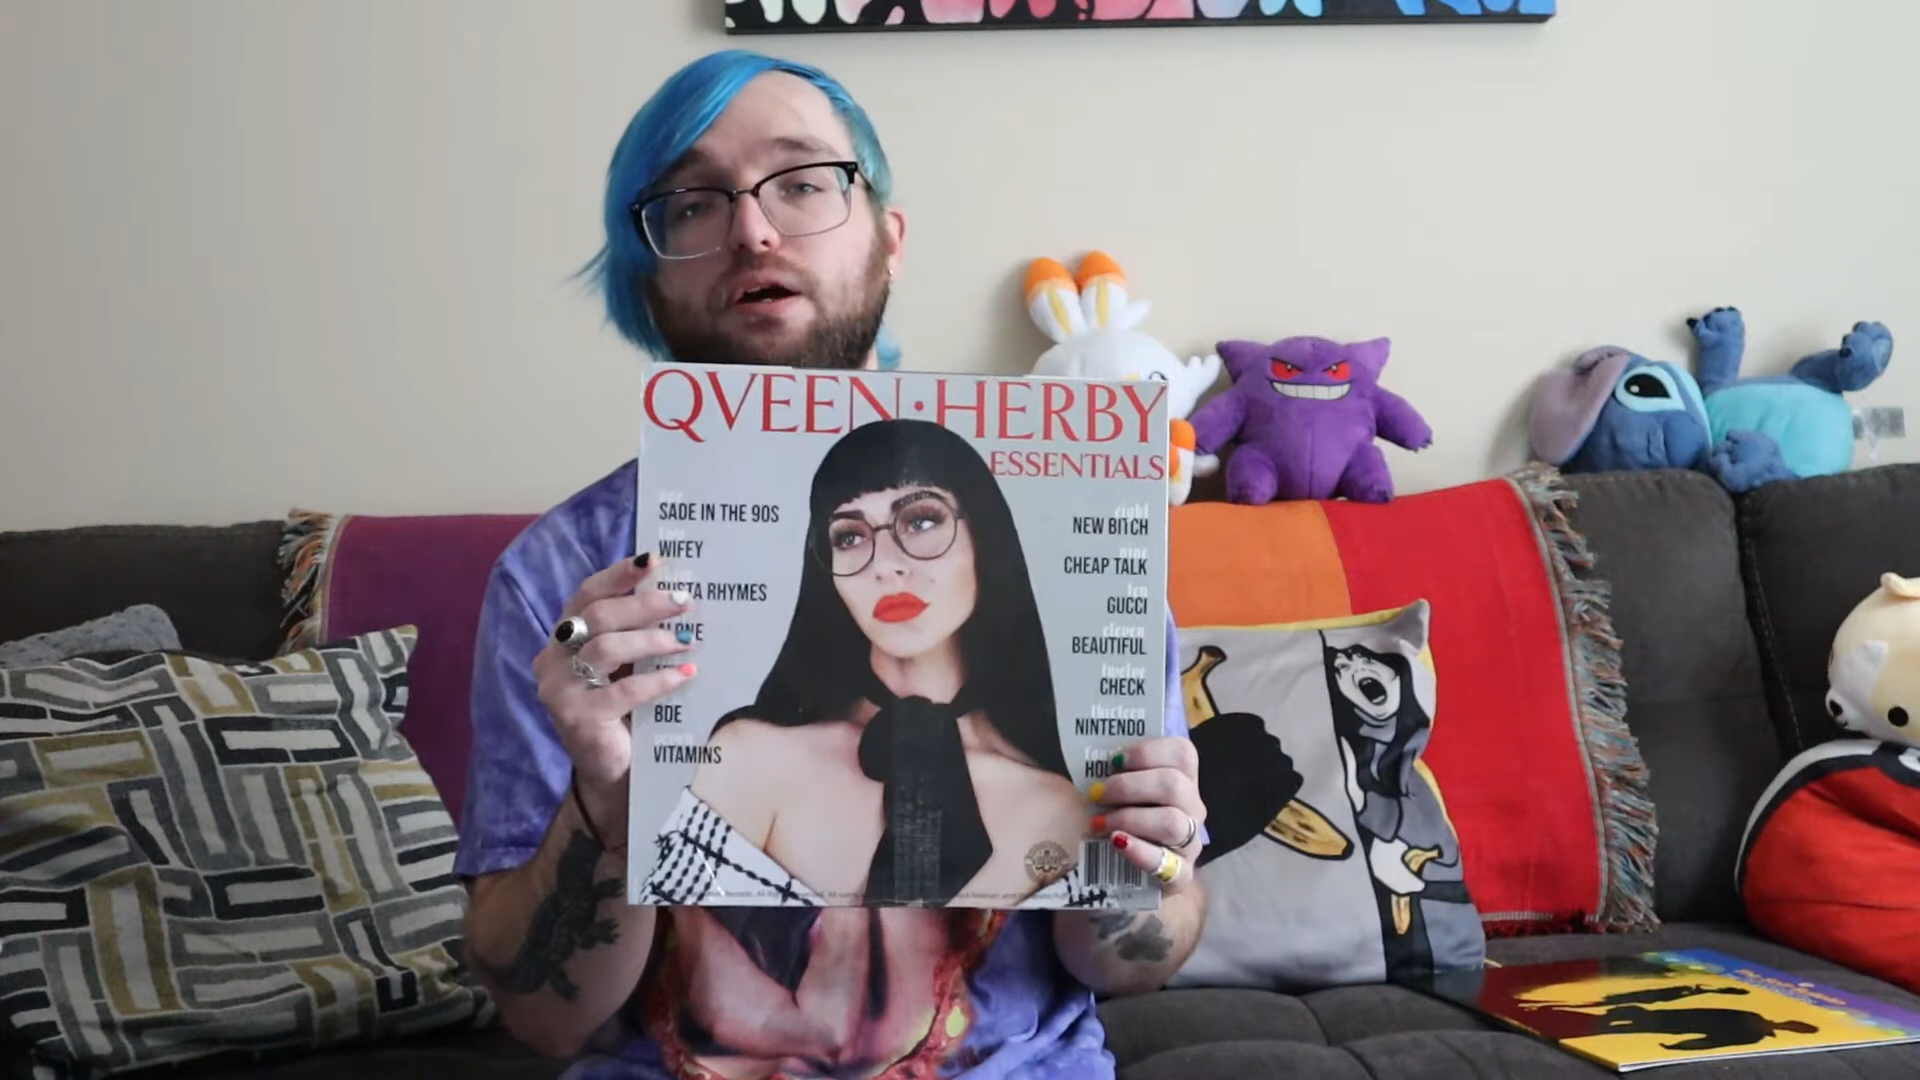 QVEEN·HERBY
ESSENTIALS
SADE IN THE 90S
WIFEY
BUSTA RHYMES
ALONE
BDE
VITAMINS
eight
NEW BITCH
nine
CHEAP TALK
ten
GUCCI
eleven
BEAUTIFUL
twelve
CHECK
thirteen
NINTENDO